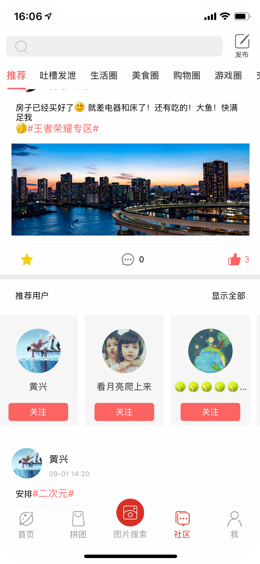 16:06
发布
推荐 吐槽发泄 生活圈 美食圈 购物圈 游戏圈
房子已经买好了😊 就差电器和床了！还有吃的！大鱼！快满
足我
🤔#王者荣耀专区#
0
3
推荐用户 显示全部
黄兴 看月亮爬上来 🎾🎾🎾🎾🎾...
关注 关注 关注
黄兴
09-01 14:20
安排#二次元#
首页 拼团 图片搜索 社区 我